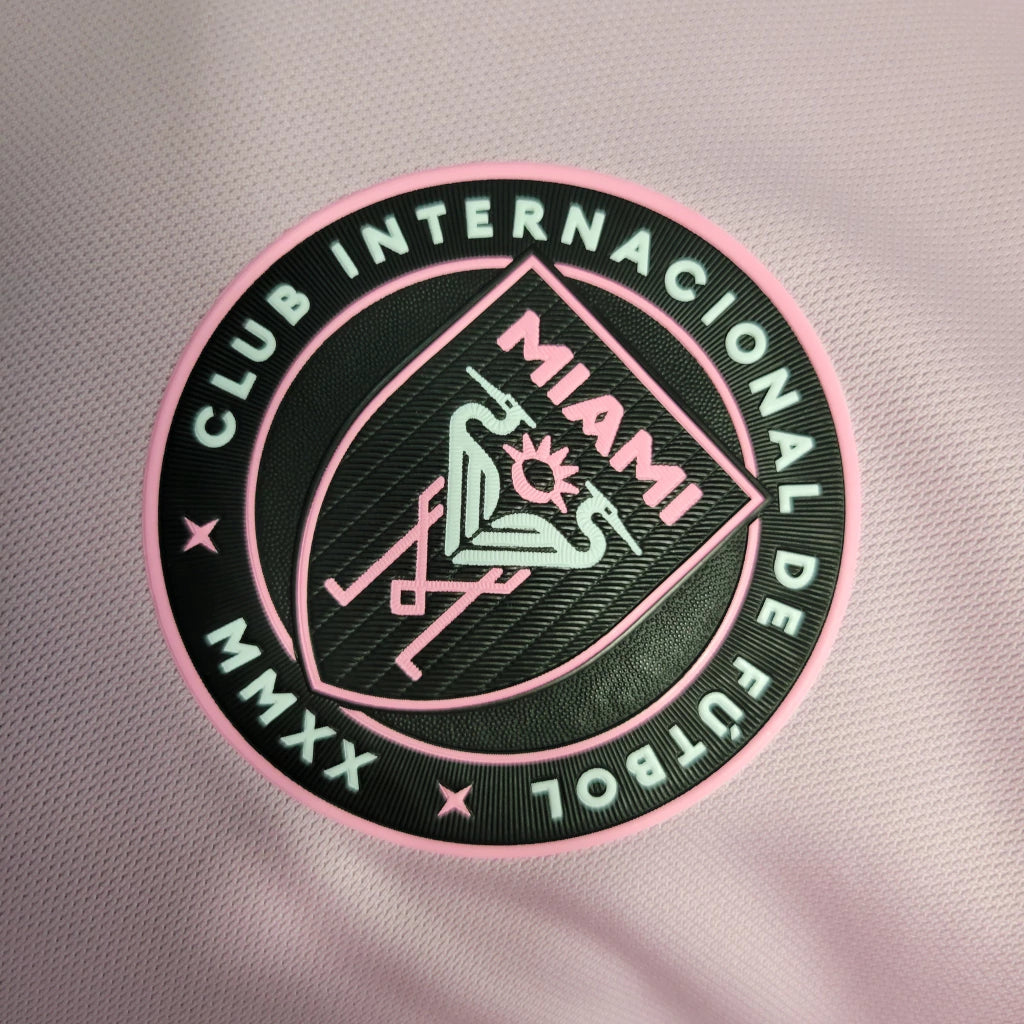 CLUB INTERNACIONAL DE FÚTBOL
MIAMI
MMXX